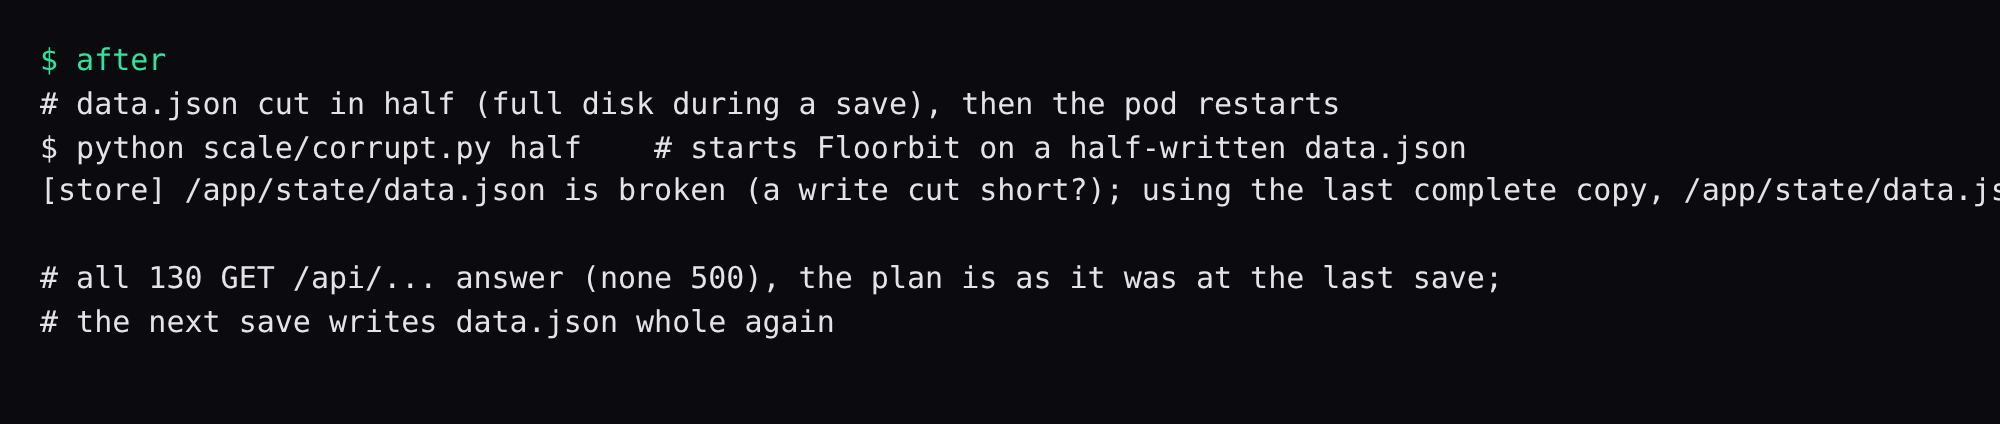 $ after
# data.json cut in half (full disk during a save), then the pod restarts
$ python scale/corrupt.py half    # starts Floorbit on a half-written data.json
[store] /app/state/data.json is broken (a write cut short?); using the last complete copy, /app/state/data.js
# all 130 GET /api/... answer (none 500), the plan is as it was at the last save;
# the next save writes data.json whole again